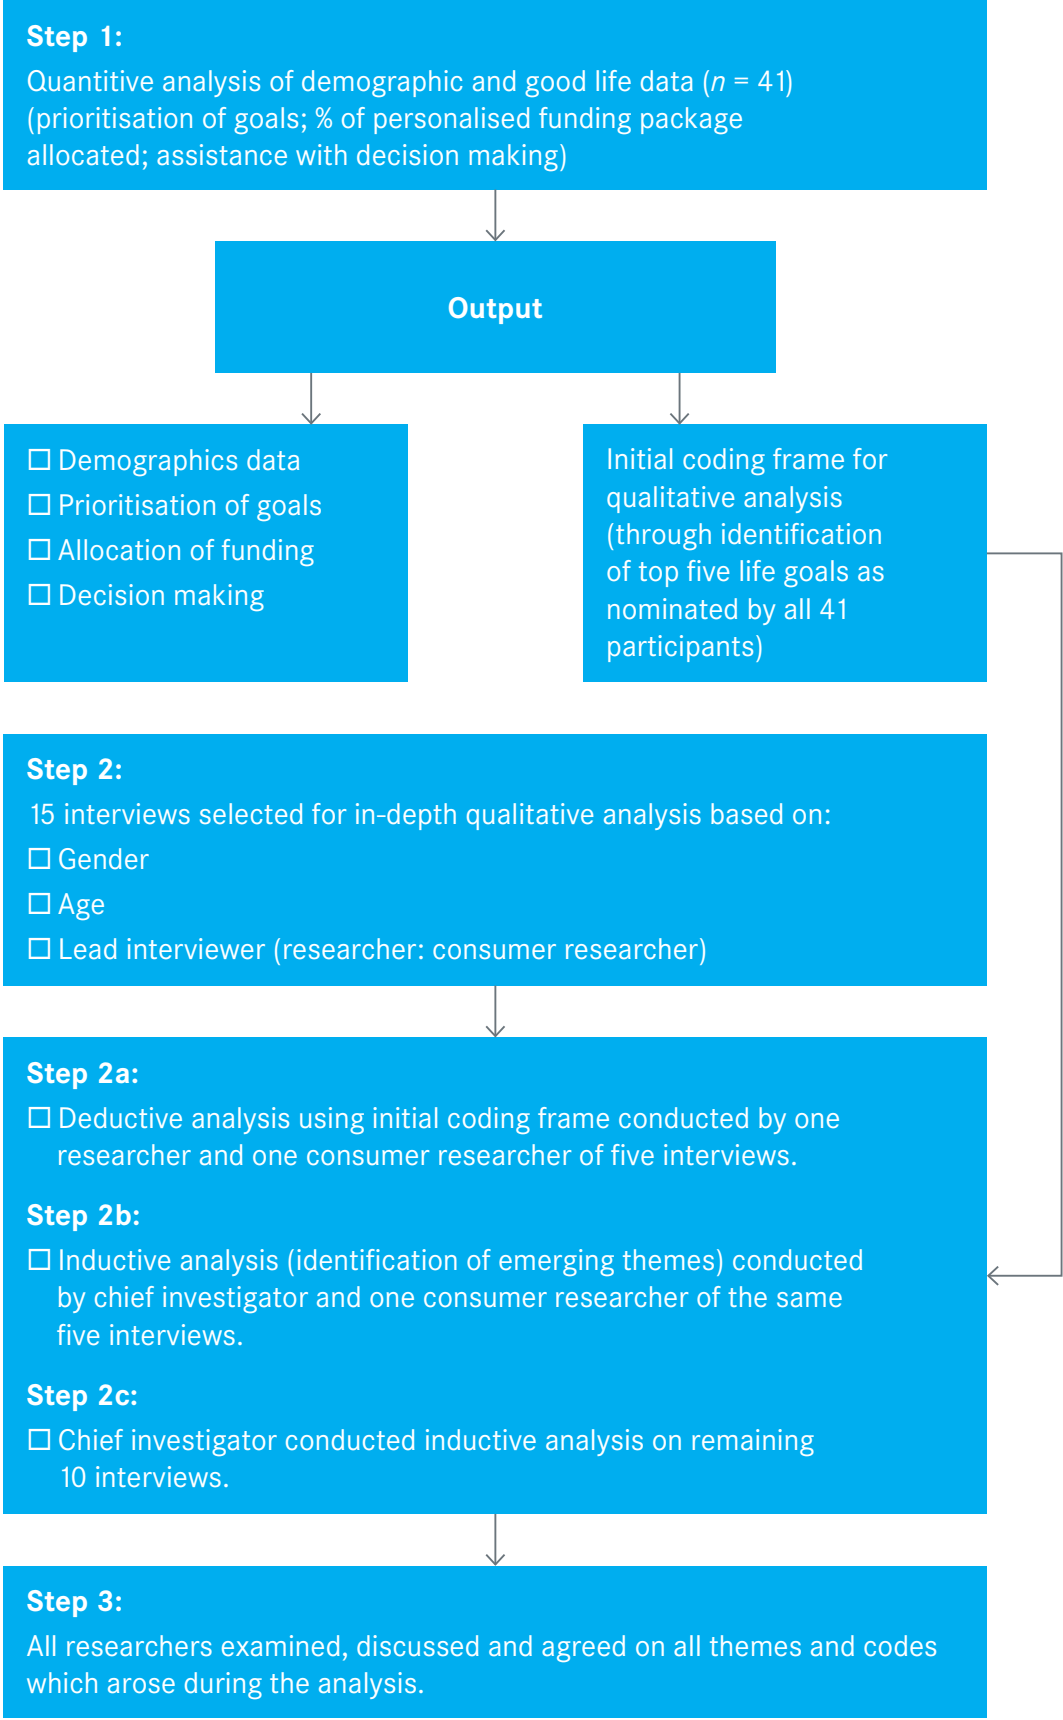 Step 1:
Quantitive analysis of demographic and good life data (n = 41)
(prioritisation of goals; % of personalised funding package
allocated; assistance with decision making)
Output
☐ Demographics data
☐ Prioritisation of goals
☐ Allocation of funding
☐ Decision making
Initial coding frame for
qualitative analysis
(through identification
of top five life goals as
nominated by all 41
participants)
Step 2:
15 interviews selected for in-depth qualitative analysis based on:
☐ Gender
☐ Age
☐ Lead interviewer (researcher: consumer researcher)
Step 2a:
☐ Deductive analysis using initial coding frame conducted by one
researcher and one consumer researcher of five interviews.
Step 2b:
☐ Inductive analysis (identification of emerging themes) conducted
by chief investigator and one consumer researcher of the same
five interviews.
Step 2c:
☐ Chief investigator conducted inductive analysis on remaining
10 interviews.
Step 3:
All researchers examined, discussed and agreed on all themes and codes
which arose during the analysis.